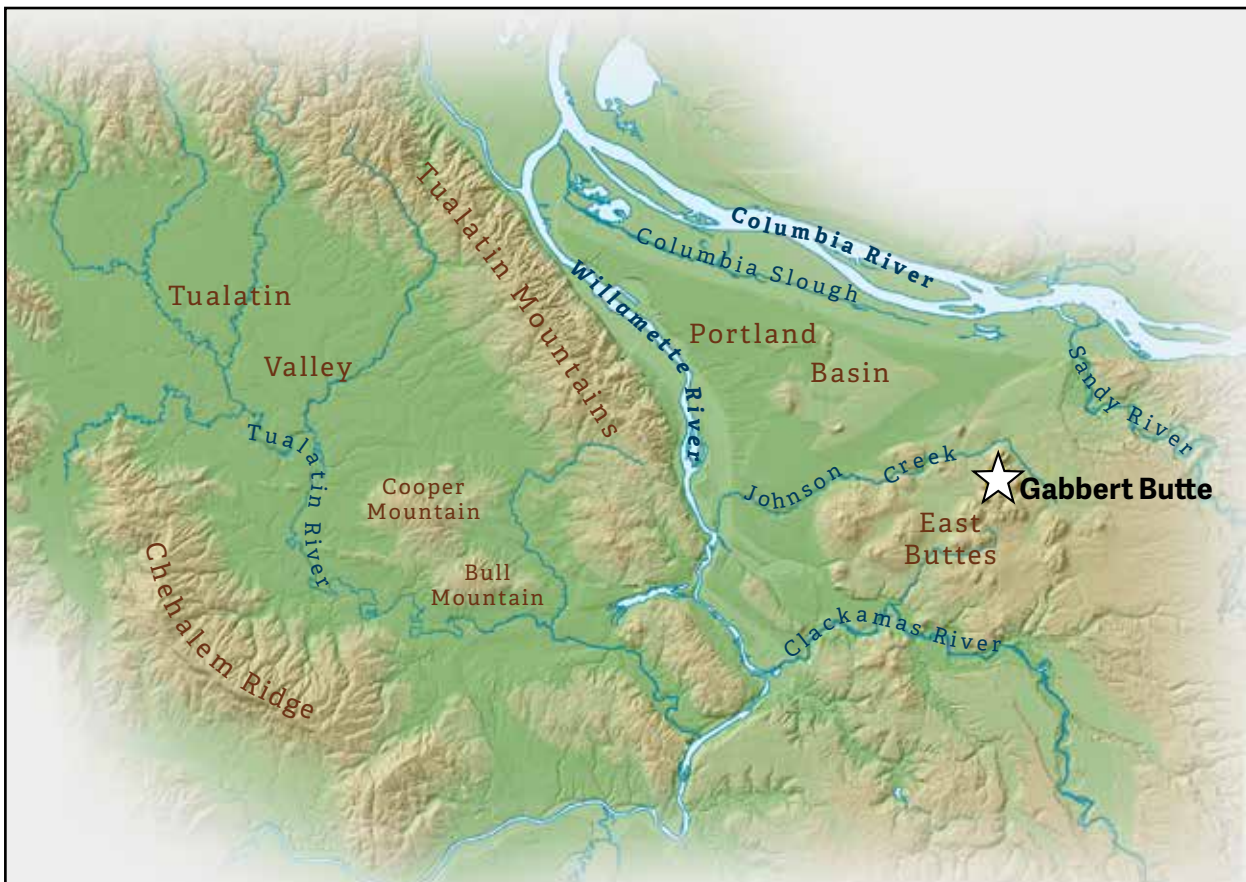 Tualatin Mountains
Columbia River
Columbia Slough
Willamette River
Tualatin
Valley
Portland
Basin
Sandy River
Tualatin River
Johnson Creek
Gabbert Butte
Cooper
Mountain
East
Buttes
Bull
Mountain
Chehalem Ridge
Clackamas River